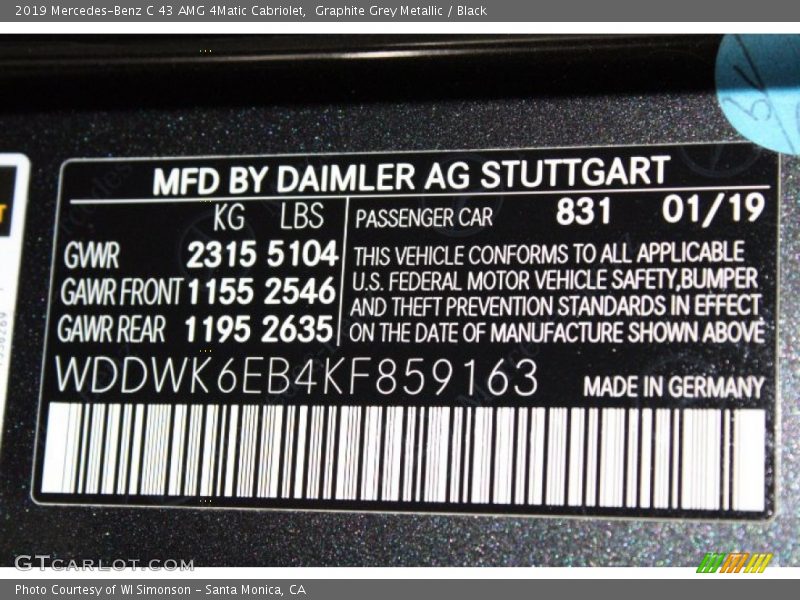 2019 Mercedes-Benz C 43 AMG 4Matic Cabriolet, Graphite Grey Metallic / Black
MFD BY DAIMLER AG STUTTGART
KG LBS
GVWR 2315 5104
GAWR FRONT 1155 2546
GAWR REAR 1195 2635
PASSENGER CAR 831 01/19
THIS VEHICLE CONFORMS TO ALL APPLICABLE
U.S. FEDERAL MOTOR VEHICLE SAFETY,BUMPER
AND THEFT PREVENTION STANDARDS IN EFFECT
ON THE DATE OF MANUFACTURE SHOWN ABOVE
WDDWK6EB4KF859163
MADE IN GERMANY
GTCARLOT.COM
Photo Courtesy of WI Simonson - Santa Monica, CA